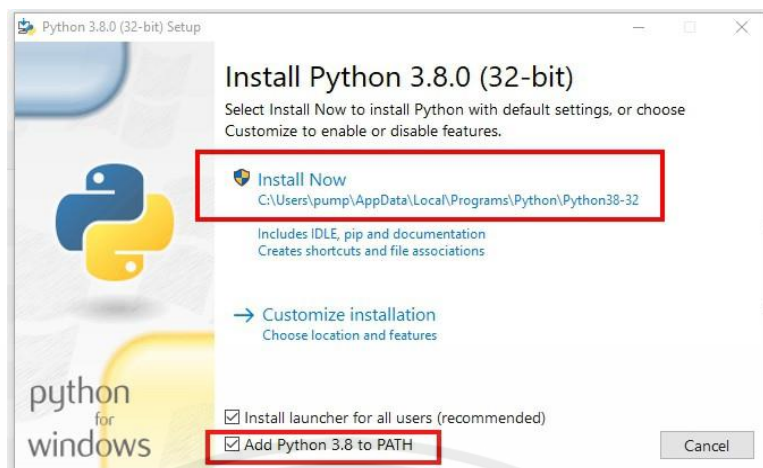 Python 3.8.0 (32-bit) Setup
Install Python 3.8.0 (32-bit)
Select Install Now to install Python with default settings, or choose
Customize to enable or disable features.
Install Now
C:\Users\pump\AppData\Local\Programs\Python\Python38-32
Includes IDLE, pip and documentation
Creates shortcuts and file associations
Customize installation
Choose location and features
python
for
windows
Install launcher for all users (recommended)
Add Python 3.8 to PATH
Cancel